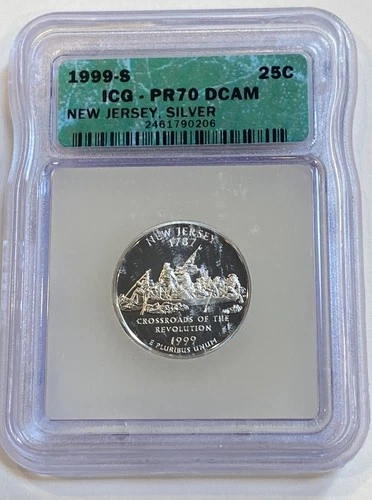 1999-S 25C
ICG - PR70 DCAM
NEW JERSEY, SILVER
2461790206
NEW JERSEY
1787
CROSSROADS OF THE
REVOLUTION
1999
E PLURIBUS UNUM